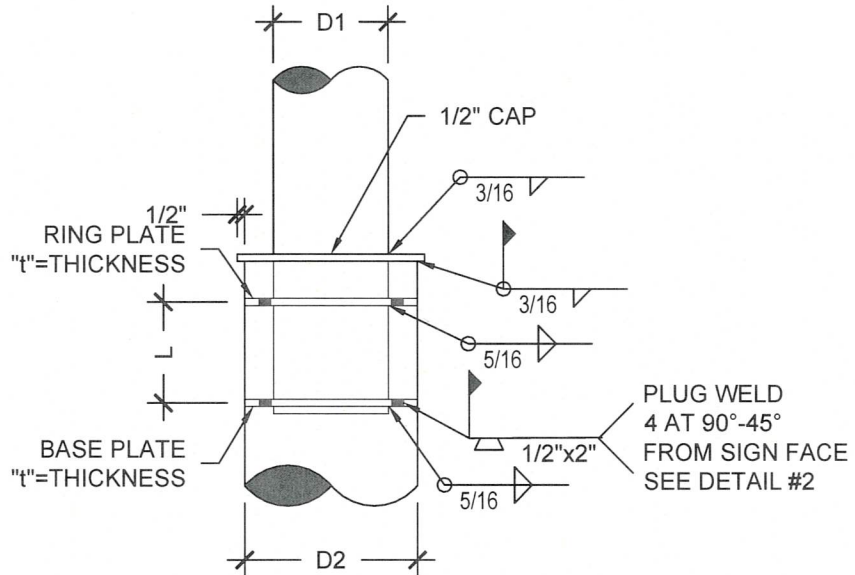 D1
1/2" CAP
3/16
1/2"
RING PLATE
"t"=THICKNESS
3/16
L
5/16
PLUG WELD
4 AT 90°-45°
FROM SIGN FACE
SEE DETAIL #2
1/2"x2"
BASE PLATE
"t"=THICKNESS
5/16
D2